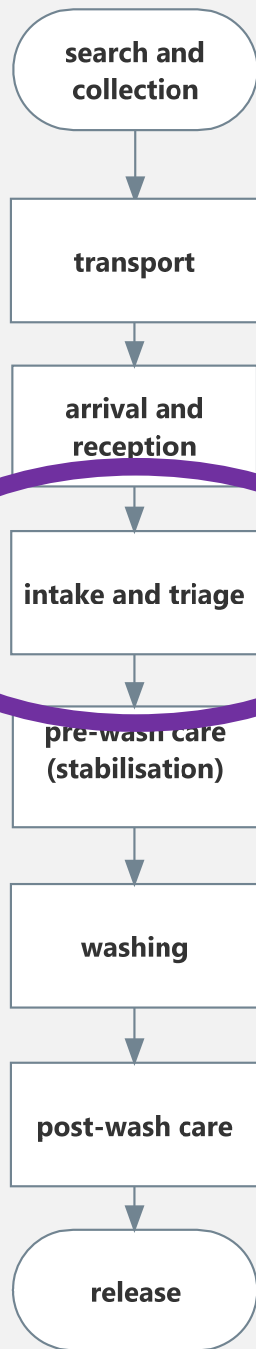 search and
collection
transport
arrival and
reception
intake and triage
pre-wash care
(stabilisation)
washing
post-wash care
release